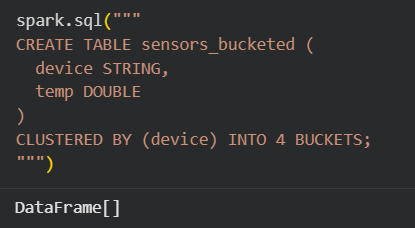 spark.sql("""
CREATE TABLE sensors_bucketed (
  device STRING,
  temp DOUBLE
)
CLUSTERED BY (device) INTO 4 BUCKETS;
""")
DataFrame[]